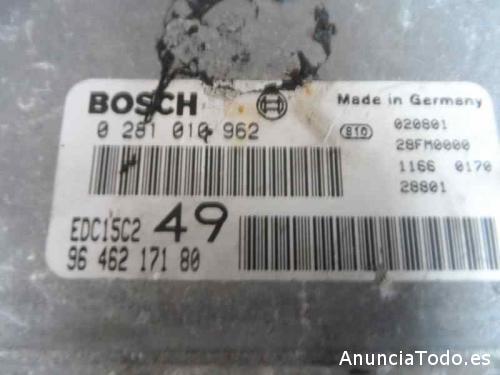 BOSCH
Made in Germany
0 281 010 962
810
020801
28FM0000
1166 0170
28801
EDC15C2 49
96 462 171 80
AnunciaTodo.es